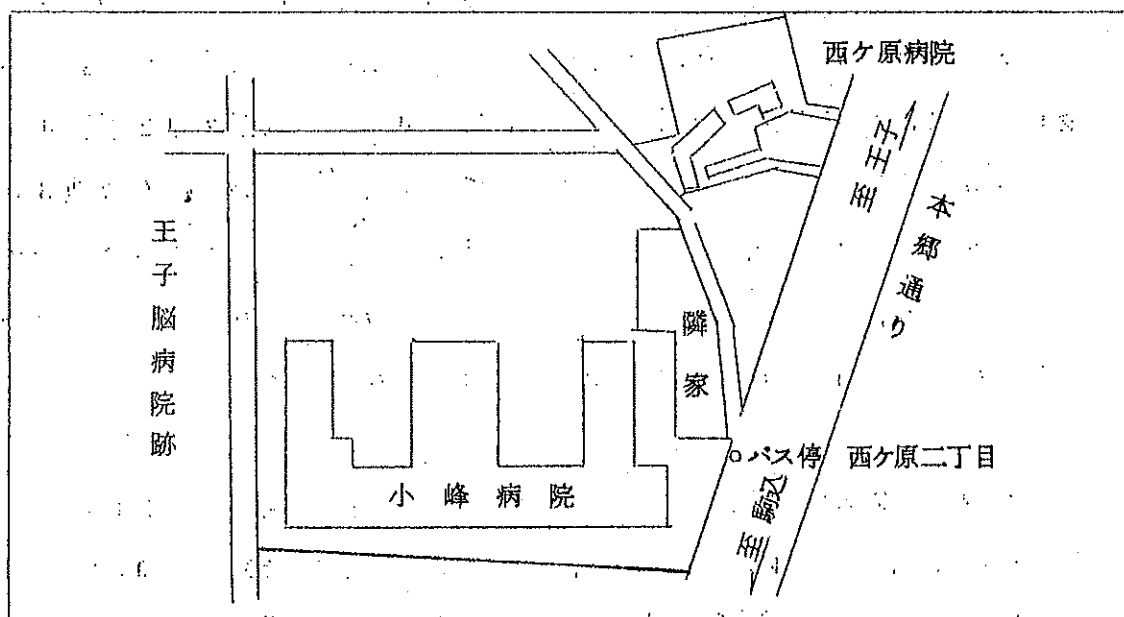 西ケ原病院
至王子
本郷通り
王子脳病院跡
隣家
バス停 西ケ原二丁目
小峰病院
至駒込